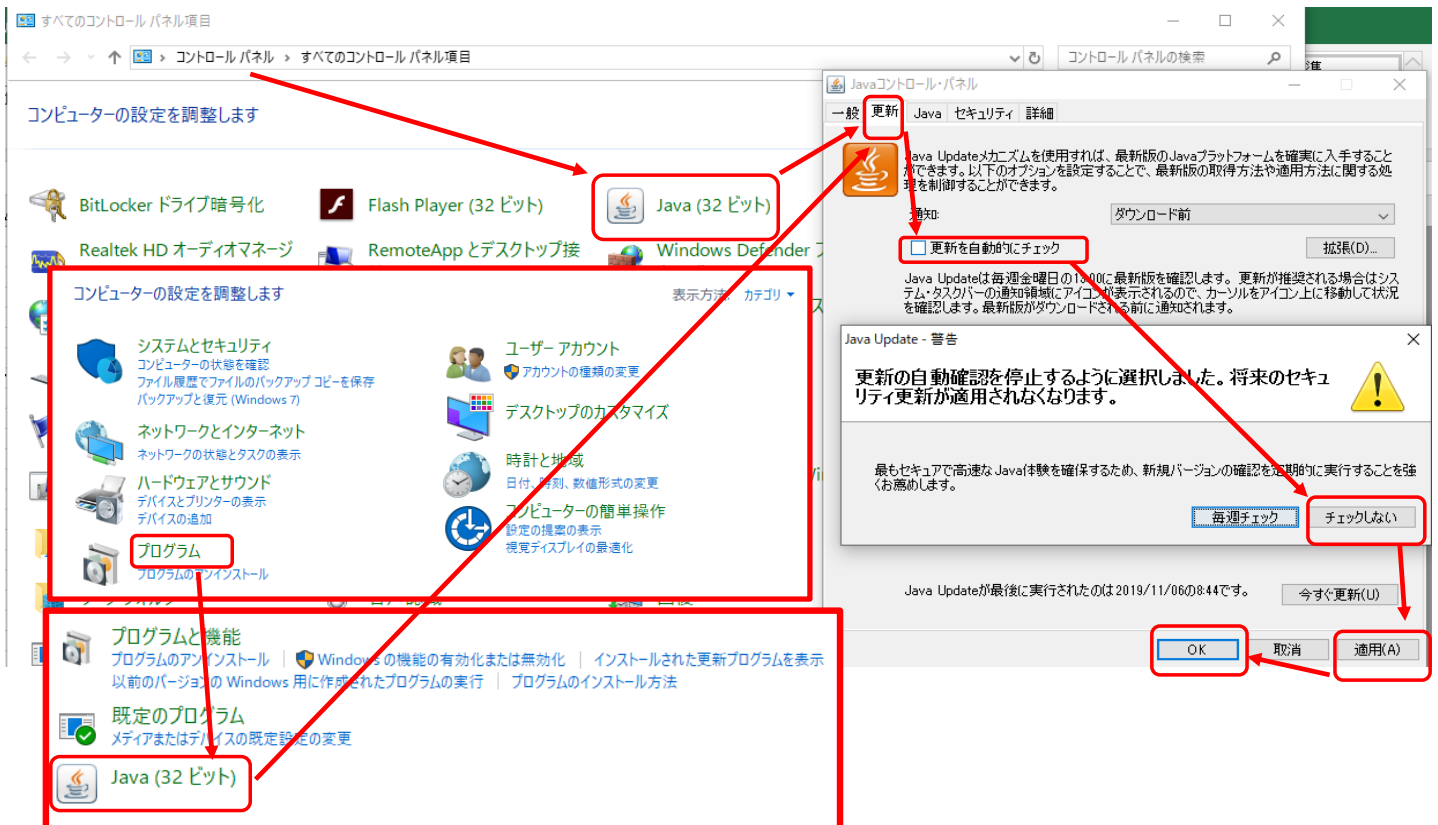 すべてのコントロール パネル項目
コントロール パネル › すべてのコントロール パネル項目
コントロール パネルの検索
コンピューターの設定を調整します
BitLocker ドライブ暗号化
Flash Player (32 ビット)
Java (32 ビット)
Realtek HD オーディオマネージ
RemoteApp とデスクトップ接
Windows Defender
コンピューターの設定を調整します
表示方法: カテゴリ
システムとセキュリティ
コンピューターの状態を確認
ファイル履歴でファイルのバックアップ コピーを保存
バックアップと復元 (Windows 7)
ネットワークとインターネット
ネットワークの状態とタスクの表示
ハードウェアとサウンド
デバイスとプリンターの表示
デバイスの追加
プログラム
プログラムのアンインストール
ユーザー アカウント
アカウントの種類の変更
デスクトップのカスタマイズ
時計と地域
日付、時刻、数値形式の変更
コンピューターの簡単操作
設定の提案の表示
視覚ディスプレイの最適化
プログラムと機能
プログラムのアンインストール
Windows の機能の有効化または無効化
インストールされた更新プログラムを表示
以前のバージョンの Windows 用に作成されたプログラムの実行
プログラムのインストール方法
既定のプログラム
メディアまたはデバイスの既定設定の変更
Java (32 ビット)
Javaコントロール・パネル
一般 更新 Java セキュリティ 詳細
Java Updateメカニズムを使用すれば、最新版のJavaプラットフォームを確実に入手すること
ができます。以下のオプションを設定することで、最新版の取得方法や適用方法に関する処
理を制御することができます。
通知:
ダウンロード前
更新を自動的にチェック
拡張(D)...
Java Updateは毎週金曜日の13:00に最新版を確認します。更新が推奨される場合はシス
テム・タスクバーの通知領域にアイコンが表示されるので、カーソルをアイコン上に移動して状況
を確認します。最新版がダウンロードされる前に通知されます。
Java Update - 警告
更新の自動確認を停止するように選択しました。将来のセキュ
リティ更新が適用されなくなります。
最もセキュアで高速な Java体験を確保するため、新規バージョンの確認を定期的に実行することを強
くお薦めします。
毎週チェック
チェックしない
Java Updateが最後に実行されたのは2019/11/06の8:44です。
今すぐ更新(U)
OK
取消
適用(A)